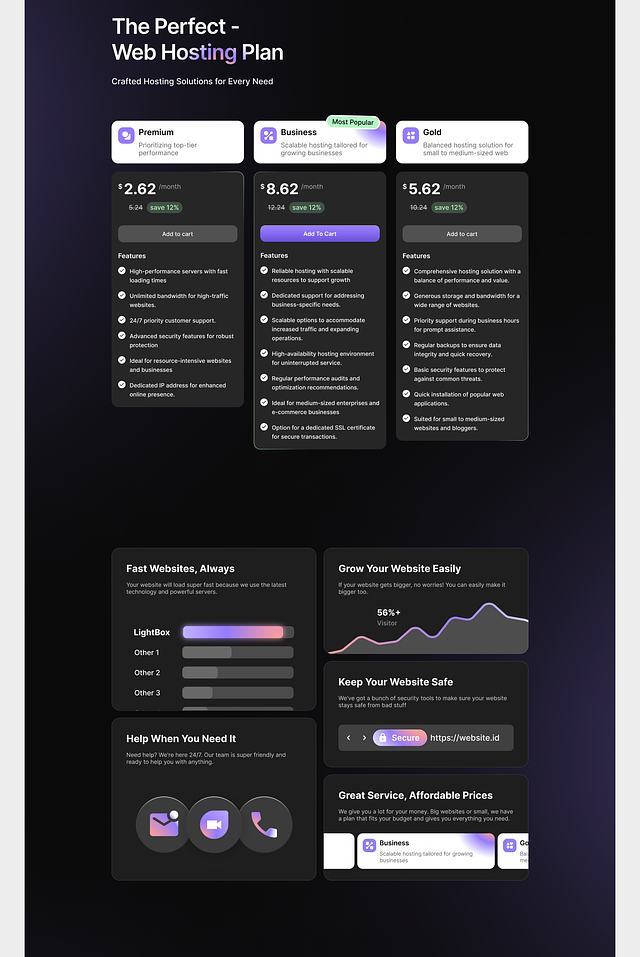 The Perfect -
Web Hosting Plan
Crafted Hosting Solutions for Every Need
Premium
Prioritizing top-tier
performance
$ 2.62 /month
5.24 save 12%
Add to cart
Features
High-performance servers with fast
loading times
Unlimited bandwidth for high-traffic
websites.
24/7 priority customer support.
Advanced security features for robust
protection
Ideal for resource-intensive websites
and businesses
Dedicated IP address for enhanced
online presence.
Most Popular
Business
Scalable hosting tailored for
growing businesses
$ 8.62 /month
12.24 save 12%
Add To Cart
Features
Reliable hosting with scalable
resources to support growth
Dedicated support for addressing
business-specific needs.
Scalable options to accommodate
increased traffic and expanding
operations.
High-availability hosting environment
for uninterrupted service.
Regular performance audits and
optimization recommendations.
Ideal for medium-sized enterprises and
e-commerce businesses
Option for a dedicated SSL certificate
for secure transactions.
Gold
Balanced hosting solution for
small to medium-sized web
$ 5.62 /month
10.24 save 12%
Add to cart
Features
Comprehensive hosting solution with a
balance of performance and value.
Generous storage and bandwidth for a
wide range of websites.
Priority support during business hours
for prompt assistance.
Regular backups to ensure data
integrity and quick recovery.
Basic security features to protect
against common threats.
Quick installation of popular web
applications.
Suited for small to medium-sized
websites and bloggers.
Fast Websites, Always
Your website will load super fast because we use the latest
technology and powerful servers.
LightBox
Other 1
Other 2
Other 3
Grow Your Website Easily
If your website gets bigger, no worries! You can easily make it
bigger too.
56%+
Visitor
Keep Your Website Safe
We've got a bunch of security tools to make sure your website
stays safe from bad stuff
Secure https://website.id
Help When You Need It
Need help? We're here 24/7. Our team is super friendly and
ready to help you with anything.
Great Service, Affordable Prices
We give you a lot for your money. Big websites or small, we have
a plan that fits your budget and gives you everything you need.
Business
Scalable hosting tailored for growing
businesses